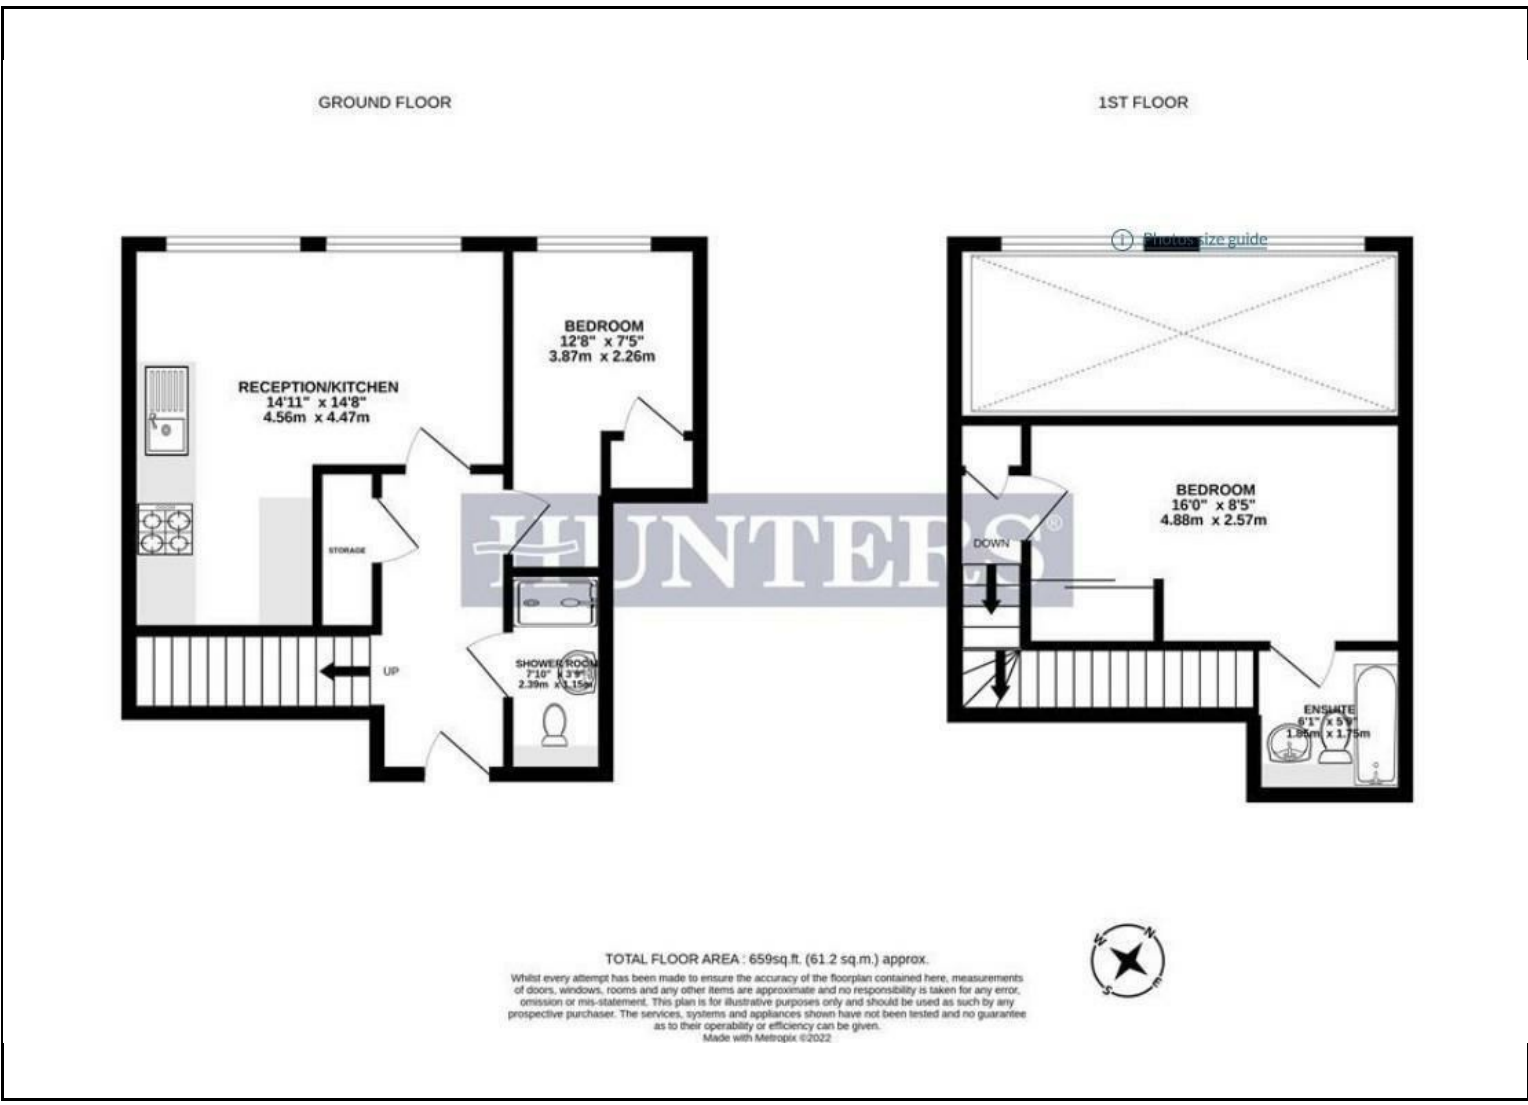 GROUND FLOOR
1ST FLOOR
Photos size guide
BEDROOM
12'8" x 7'5"
3.87m x 2.26m
RECEPTION/KITCHEN
14'11" x 14'8"
4.56m x 4.47m
STORAGE
UP
SHOWER ROOM
7'10" x 3'9"
2.39m x 1.15m
HUNTERS®
DOWN
BEDROOM
16'0" x 8'5"
4.88m x 2.57m
ENSUITE
6'1" x 5'9"
1.85m x 1.75m
N
W
E
S
TOTAL FLOOR AREA : 659sq.ft. (61.2 sq.m.) approx.
Whilst every attempt has been made to ensure the accuracy of the floorplan contained here, measurements
of doors, windows, rooms and any other items are approximate and no responsibility is taken for any error,
omission or mis-statement. This plan is for illustrative purposes only and should be used as such by any
prospective purchaser. The services, systems and appliances shown have not been tested and no guarantee
as to their operability or efficiency can be given.
Made with Metropix ©2022